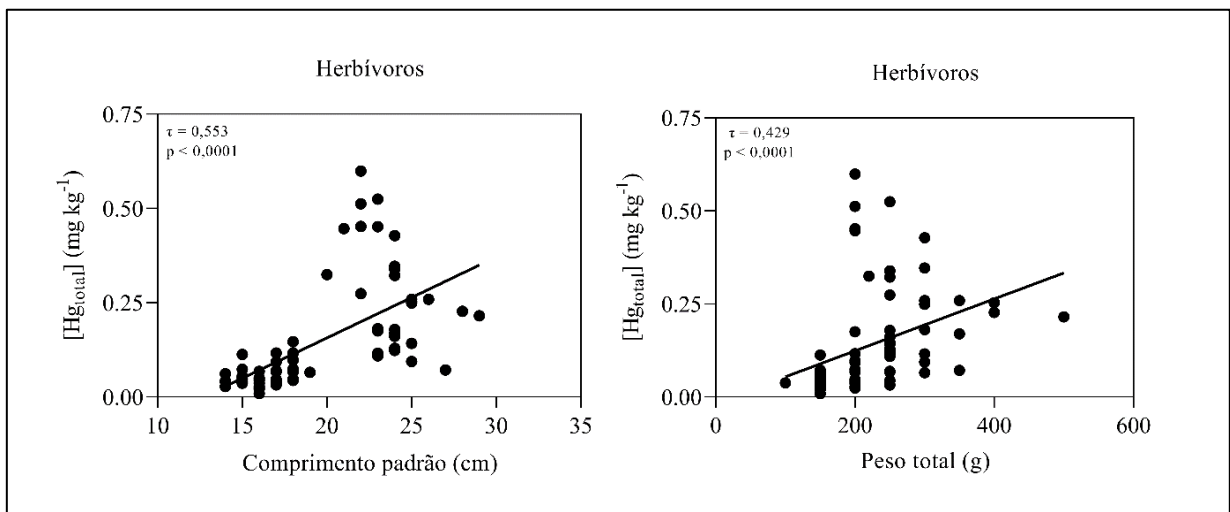 Herbívoros
τ = 0,553
p < 0,0001
0.75
0.50
0.25
0.00
[Hgtotal] (mg kg-1)
10 15 20 25 30 35
Comprimento padrão (cm)
Herbívoros
τ = 0,429
p < 0,0001
0.75
0.50
0.25
0.00
[Hgtotal] (mg kg-1)
0 200 400 600
Peso total (g)